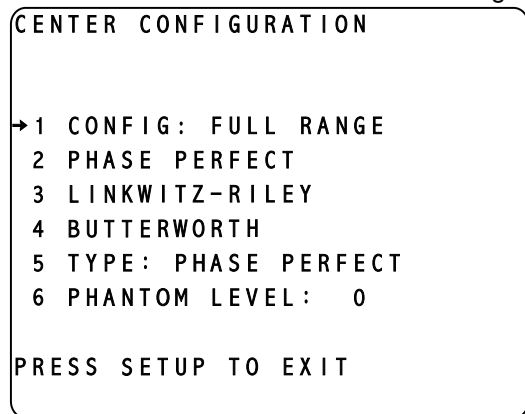 CENTER CONFIGURATION
→1 CONFIG: FULL RANGE
2 PHASE PERFECT
3 LINKWITZ-RILEY
4 BUTTERWORTH
5 TYPE: PHASE PERFECT
6 PHANTOM LEVEL: 0
PRESS SETUP TO EXIT